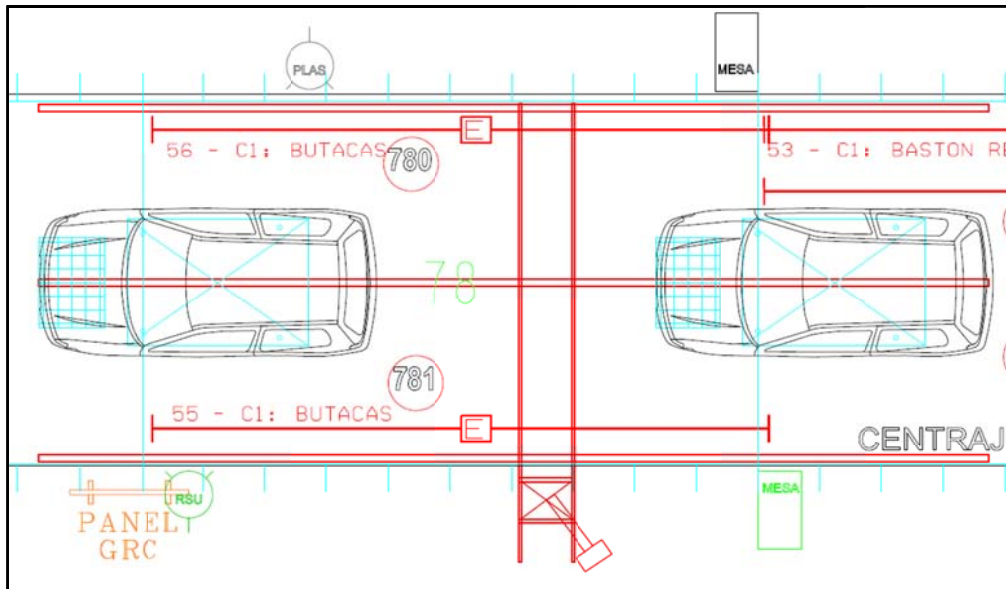 PLAS
MESA
E
56 - C1: BUTACAS
780
53 - C1: BASTON RE
78
781
55 - C1: BUTACAS
E
CENTRAJ
RSU
MESA
PANEL
GRC